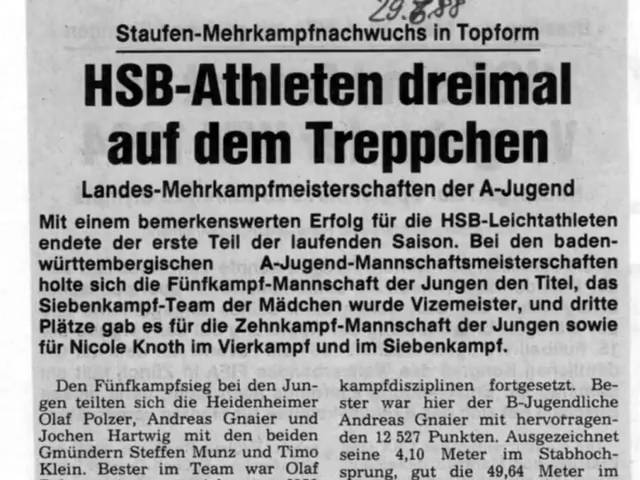 29.6.88
Staufen-Mehrkampfnachwuchs in Topform
HSB-Athleten dreimal
auf dem Treppchen
Landes-Mehrkampfmeisterschaften der A-Jugend
Mit einem bemerkenswerten Erfolg für die HSB-Leichtathleten
endete der erste Teil der laufenden Saison. Bei den baden-
württembergischen A-Jugend-Mannschaftsmeisterschaften
holte sich die Fünfkampf-Mannschaft der Jungen den Titel, das
Siebenkampf-Team der Mädchen wurde Vizemeister, und dritte
Plätze gab es für die Zehnkampf-Mannschaft der Jungen sowie
für Nicole Knoth im Vierkampf und im Siebenkampf.
Den Fünfkampfsieg bei den Jun-
gen teilten sich die Heidenheimer
Olaf Polzer, Andreas Gnaier und
Jochen Hartwig mit den beiden
Gmündern Steffen Munz und Timo
Klein. Bester im Team war Olaf
kampfdisziplinen fortgesetzt. Be-
ster war hier der B-Jugendliche
Andreas Gnaier mit hervorragen-
den 12 527 Punkten. Ausgezeichnet
seine 4,10 Meter im Stabhoch-
sprung, gut die 49,64 Meter im